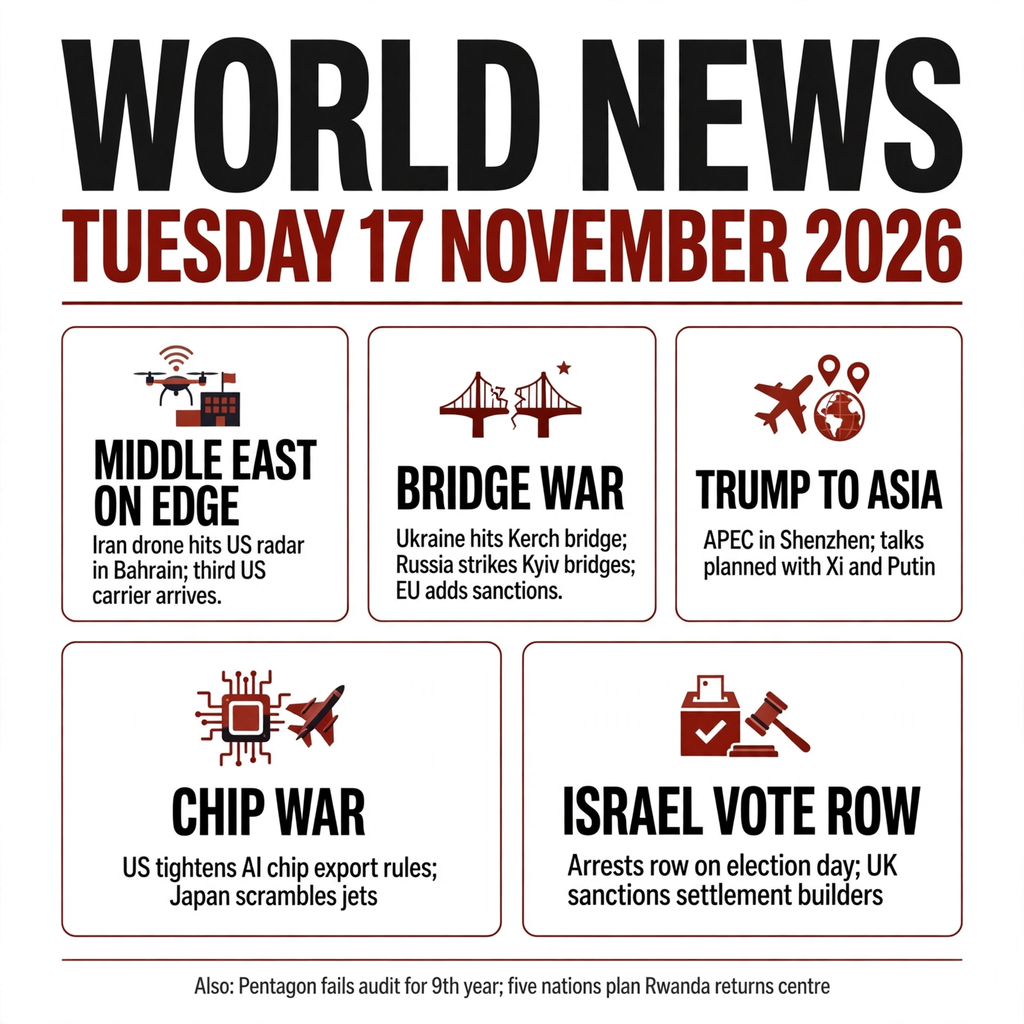 WORLD NEWS
TUESDAY 17 NOVEMBER 2026
MIDDLE EAST
ON EDGE
Iran drone hits US radar
in Bahrain; third US
carrier arrives.
BRIDGE WAR
Ukraine hits Kerch bridge;
Russia strikes Kyiv bridges;
EU adds sanctions.
TRUMP TO ASIA
APEC in Shenzhen; talks
planned with Xi and Putin
CHIP WAR
US tightens AI chip export rules;
Japan scrambles jets
ISRAEL VOTE ROW
Arrests row on election day; UK
sanctions settlement builders
Also: Pentagon fails audit for 9th year; five nations plan Rwanda returns centre